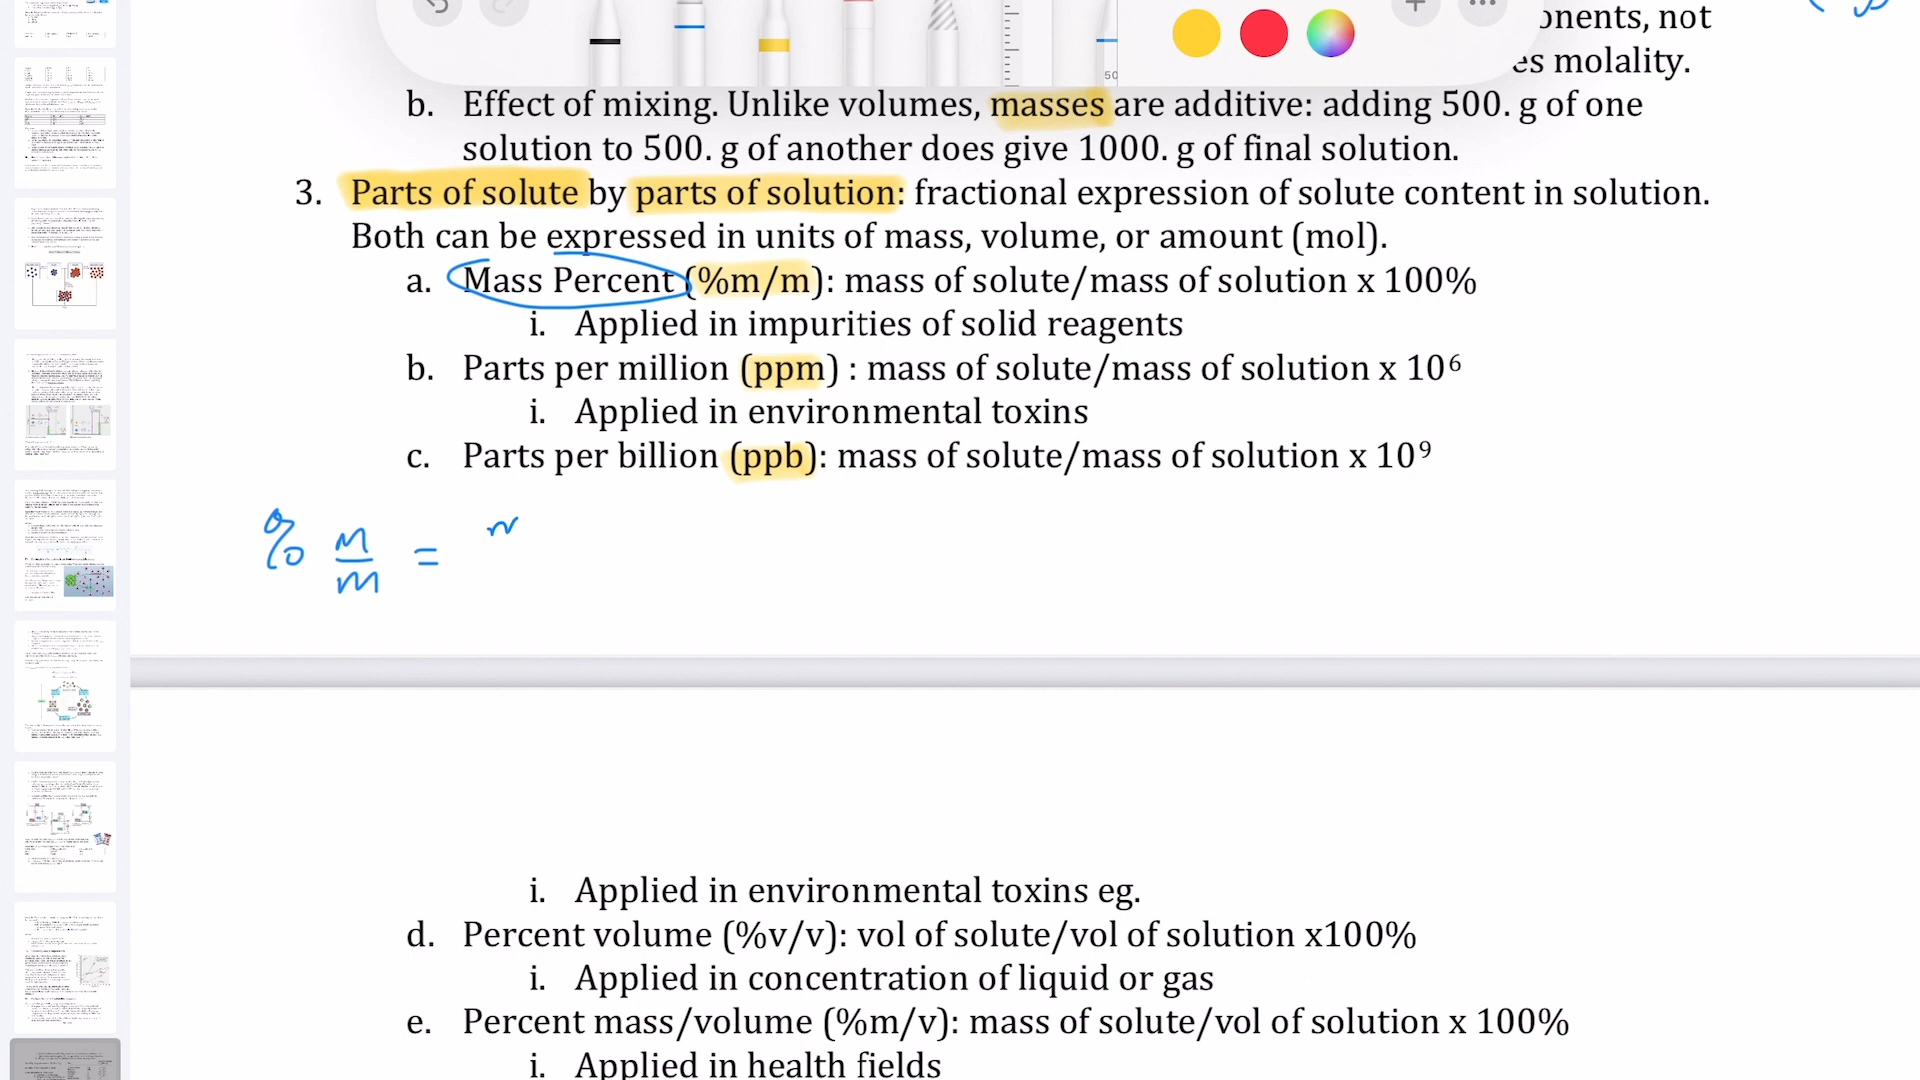 onents, not
es molality.
50
b. Effect of mixing. Unlike volumes, masses are additive: adding 500. g of one
solution to 500. g of another does give 1000. g of final solution.
3. Parts of solute by parts of solution: fractional expression of solute content in solution.
Both can be expressed in units of mass, volume, or amount (mol).
a. Mass Percent (%m/m): mass of solute/mass of solution x 100%
i. Applied in impurities of solid reagents
b. Parts per million (ppm) : mass of solute/mass of solution x 10⁶
i. Applied in environmental toxins
c. Parts per billion (ppb): mass of solute/mass of solution x 10⁹
% m/m =
i. Applied in environmental toxins eg.
d. Percent volume (%v/v): vol of solute/vol of solution x100%
i. Applied in concentration of liquid or gas
e. Percent mass/volume (%m/v): mass of solute/vol of solution x 100%
i. Applied in health fields